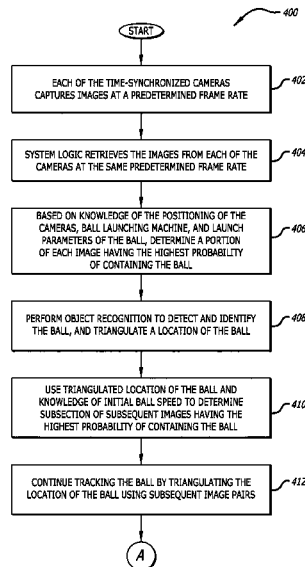 400
START
EACH OF THE TIME-SYNCHRONIZED CAMERAS
CAPTURES IMAGES AT A PREDETERMINED FRAME RATE
402
SYSTEM LOGIC RETRIEVES THE IMAGES FROM EACH OF THE
CAMERAS AT THE SAME PREDETERMINED FRAME RATE
404
BASED ON KNOWLEDGE OF THE POSITIONING OF THE
CAMERAS, BALL LAUNCHING MACHINE, AND LAUNCH
PARAMETERS OF THE BALL, DETERMINE A PORTION
OF EACH IMAGE HAVING THE HIGHEST PROBABILITY
OF CONTAINING THE BALL
406
PERFORM OBJECT RECOGNITION TO DETECT AND IDENTIFY
THE BALL, AND TRIANGULATE A LOCATION OF THE BALL
408
USE TRIANGULATED LOCATION OF THE BALL AND
KNOWLEDGE OF INITIAL BALL SPEED TO DETERMINE
SUBSECTION OF SUBSEQUENT IMAGES HAVING THE
HIGHEST PROBABILITY OF CONTAINING THE BALL
410
CONTINUE TRACKING THE BALL BY TRIANGULATING THE
LOCATION OF THE BALL USING SUBSEQUENT IMAGE PAIRS
412
A